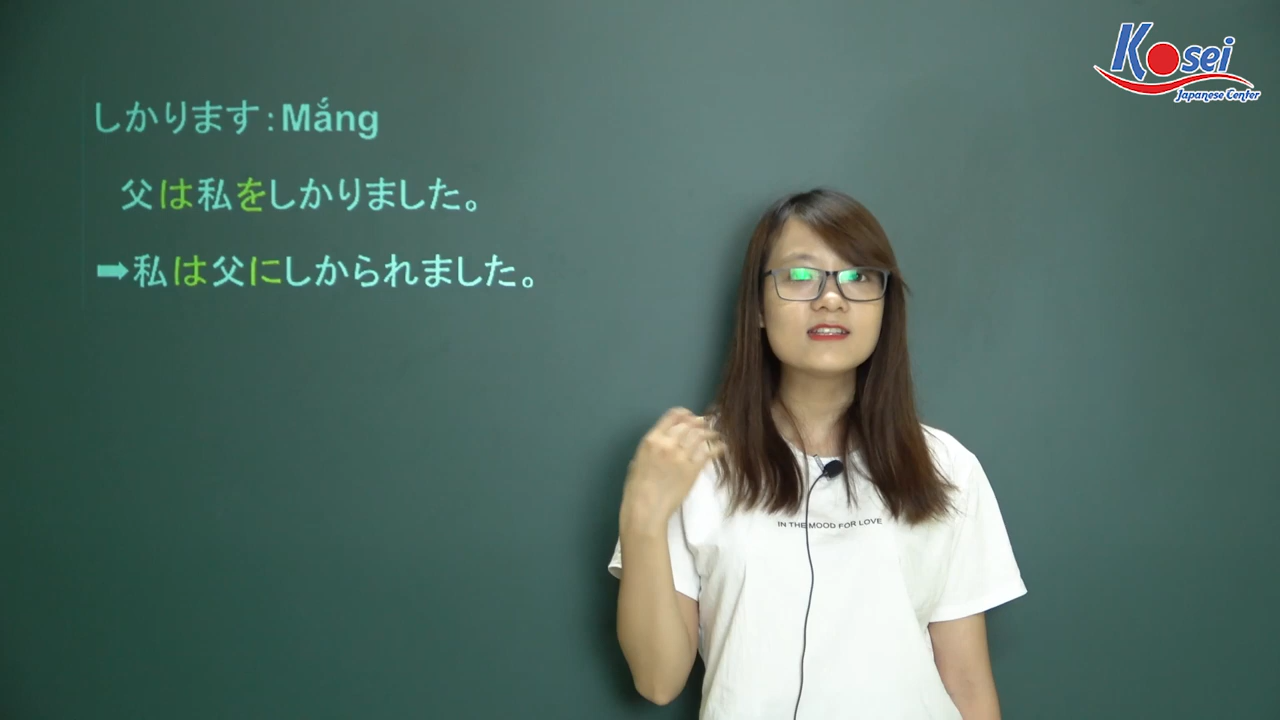 Kosei
Japanese Center
しかります：Mắng
父は私をしかりました。
➡私は父にしかられました。
IN THE MOOD FOR LOVE